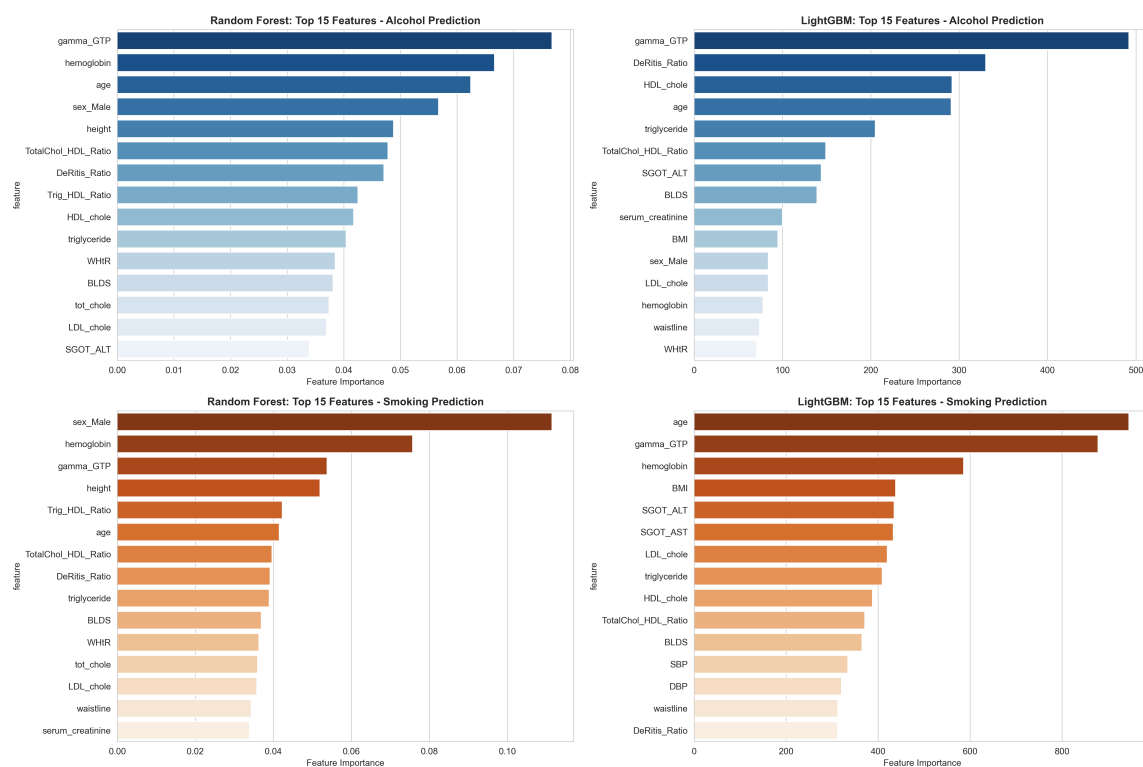 Random Forest: Top 15 Features - Alcohol Prediction
feature
gamma_GTP
hemoglobin
age
sex_Male
height
TotalChol_HDL_Ratio
DeRitis_Ratio
Trig_HDL_Ratio
HDL_chole
triglyceride
WHtR
BLDS
tot_chole
LDL_chole
SGOT_ALT
0.00 0.01 0.02 0.03 0.04 0.05 0.06 0.07 0.08
Feature Importance
LightGBM: Top 15 Features - Alcohol Prediction
feature
gamma_GTP
DeRitis_Ratio
HDL_chole
age
triglyceride
TotalChol_HDL_Ratio
SGOT_ALT
BLDS
serum_creatinine
BMI
sex_Male
LDL_chole
hemoglobin
waistline
WHtR
0 100 200 300 400 500
Feature Importance
Random Forest: Top 15 Features - Smoking Prediction
feature
sex_Male
hemoglobin
gamma_GTP
height
Trig_HDL_Ratio
age
TotalChol_HDL_Ratio
DeRitis_Ratio
triglyceride
BLDS
WHtR
tot_chole
LDL_chole
waistline
serum_creatinine
0.00 0.02 0.04 0.06 0.08 0.10
Feature Importance
LightGBM: Top 15 Features - Smoking Prediction
feature
age
gamma_GTP
hemoglobin
BMI
SGOT_ALT
SGOT_AST
LDL_chole
triglyceride
HDL_chole
TotalChol_HDL_Ratio
BLDS
SBP
DBP
waistline
DeRitis_Ratio
0 200 400 600 800
Feature Importance